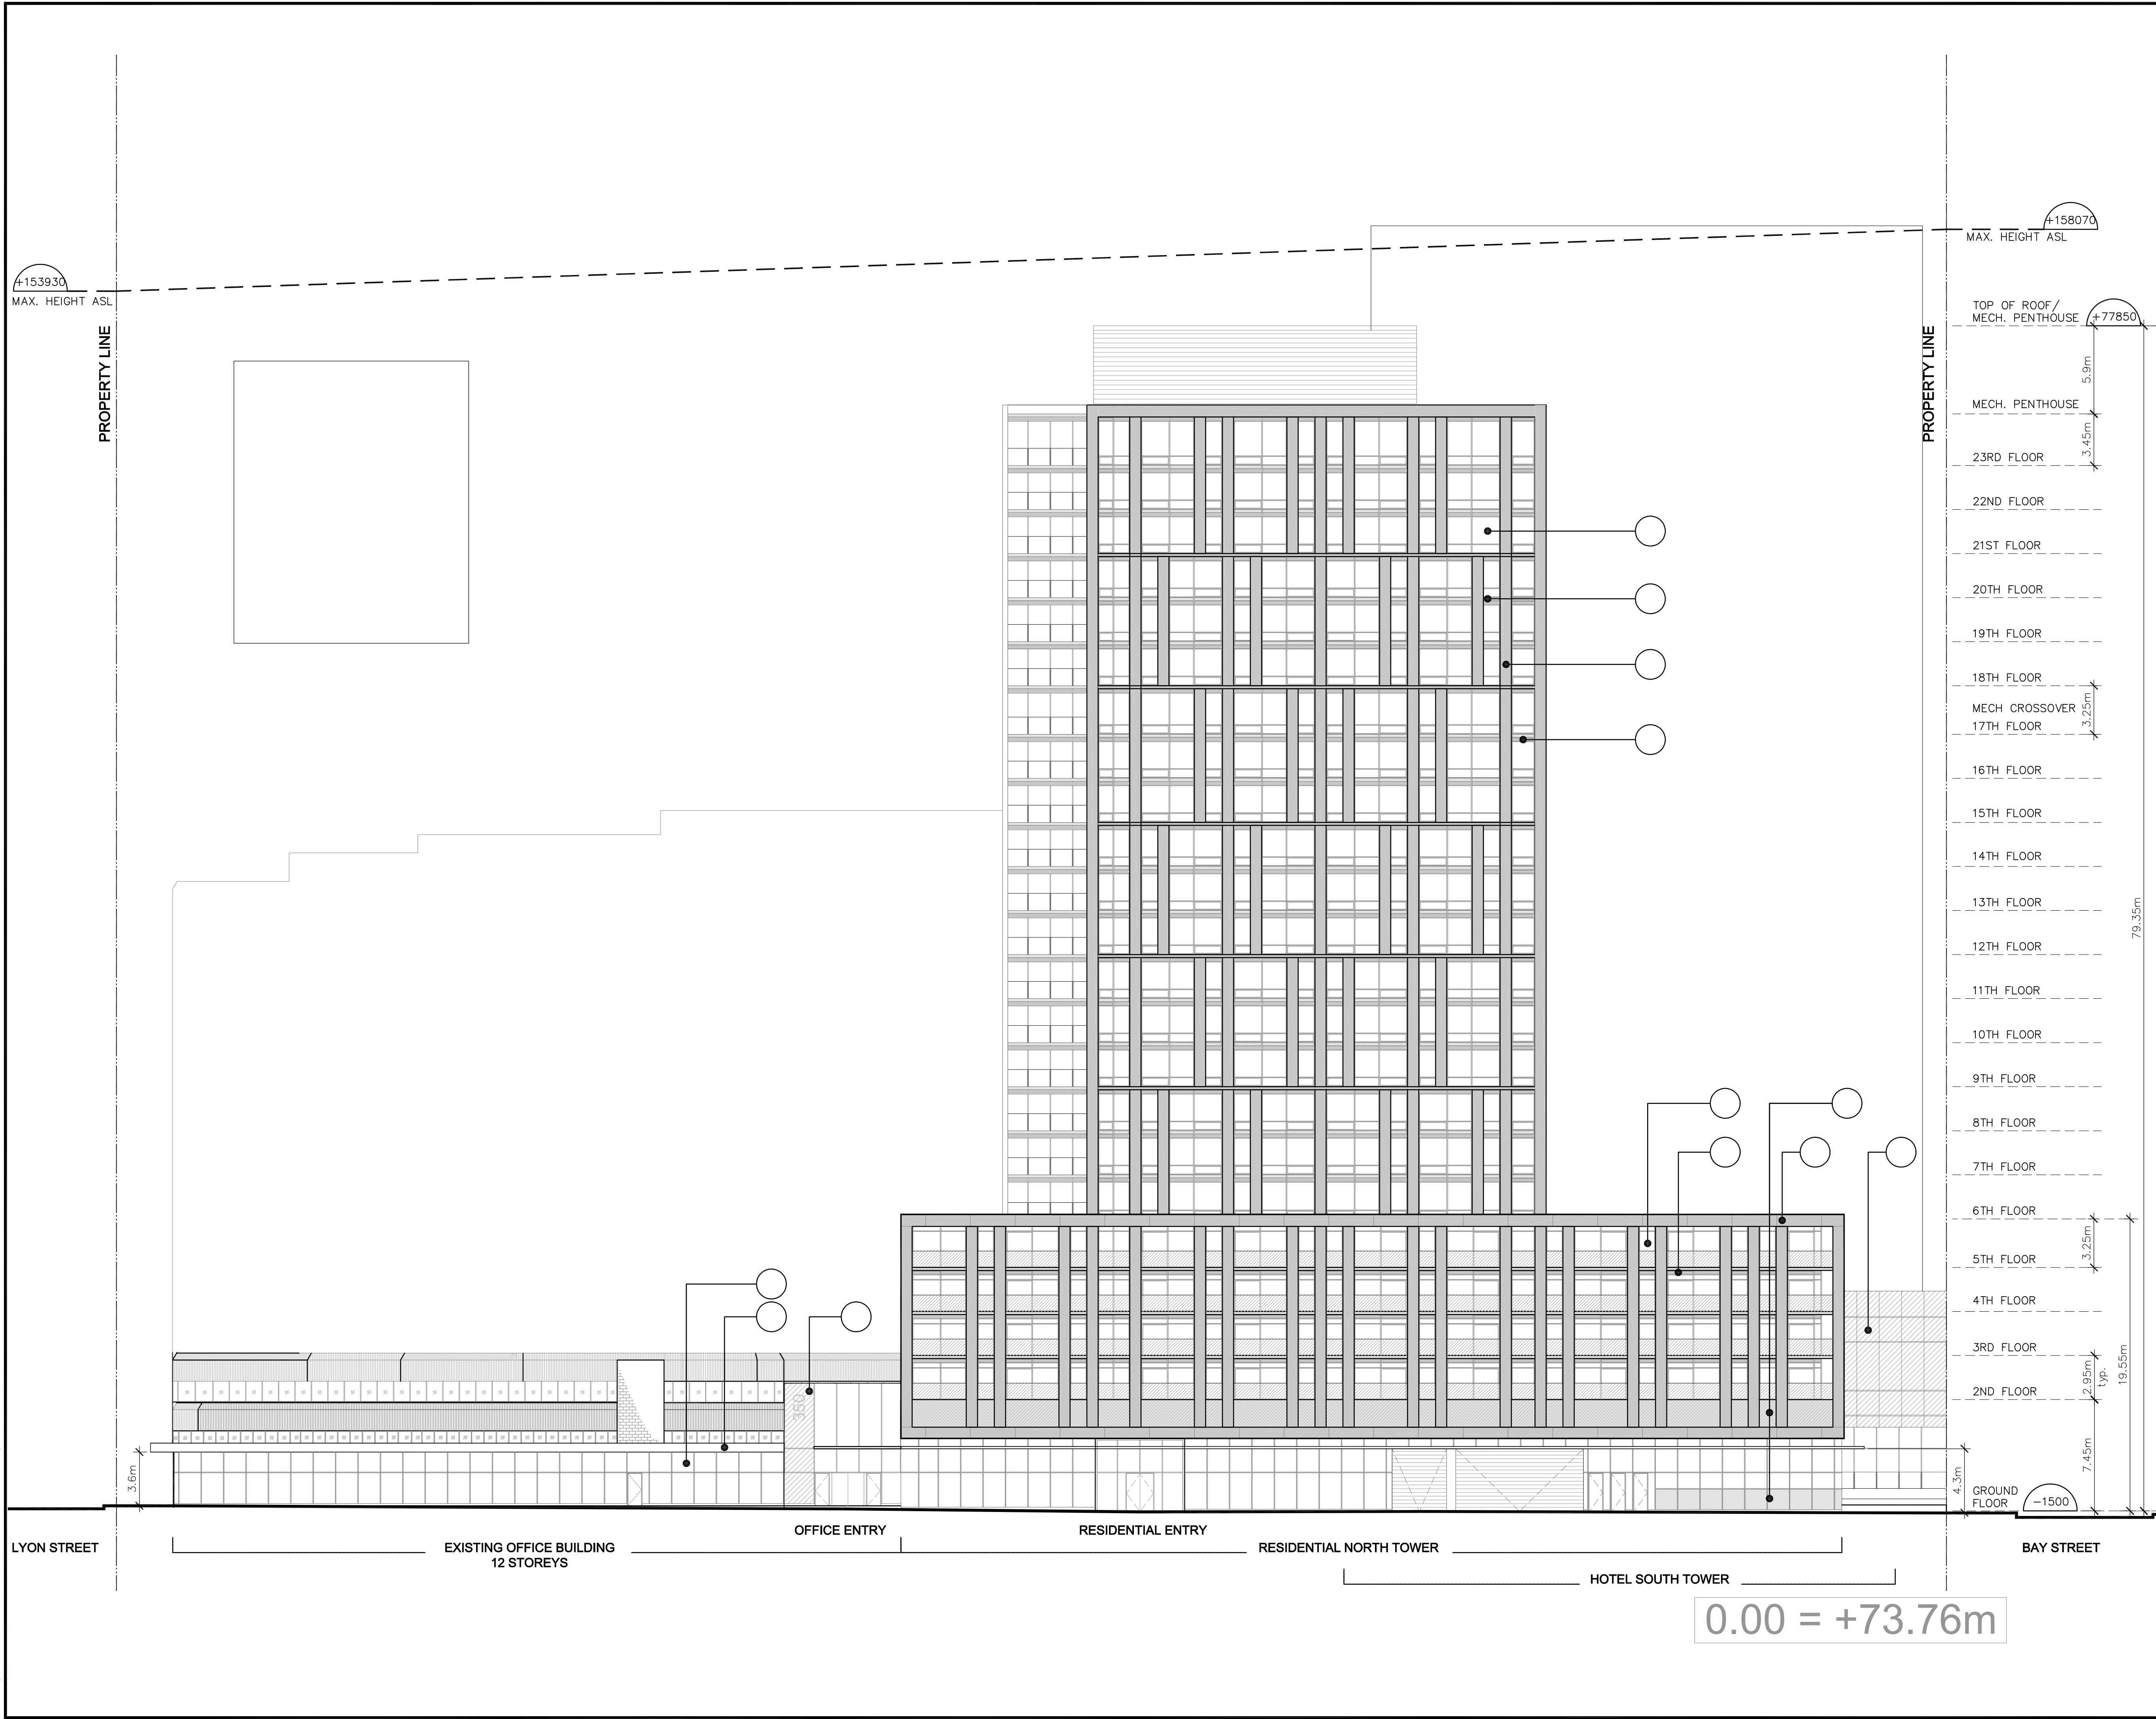 +158070
MAX. HEIGHT ASL
+153930
MAX. HEIGHT ASL
TOP OF ROOF/
MECH. PENTHOUSE
+77850
PROPERTY LINE
PROPERTY LINE
5.9m
MECH. PENTHOUSE
3.45m
23RD FLOOR
22ND FLOOR
21ST FLOOR
20TH FLOOR
19TH FLOOR
18TH FLOOR
MECH CROSSOVER
3.25m
17TH FLOOR
16TH FLOOR
15TH FLOOR
14TH FLOOR
13TH FLOOR
79.35m
12TH FLOOR
11TH FLOOR
10TH FLOOR
9TH FLOOR
8TH FLOOR
7TH FLOOR
6TH FLOOR
3.25m
5TH FLOOR
4TH FLOOR
3RD FLOOR
2.95m
typ.
19.55m
2ND FLOOR
350
3.6m
7.45m
4.3m
GROUND
FLOOR
-1500
OFFICE ENTRY
RESIDENTIAL ENTRY
LYON STREET
EXISTING OFFICE BUILDING
12 STOREYS
RESIDENTIAL NORTH TOWER
BAY STREET
HOTEL SOUTH TOWER
0.00 = +73.76m